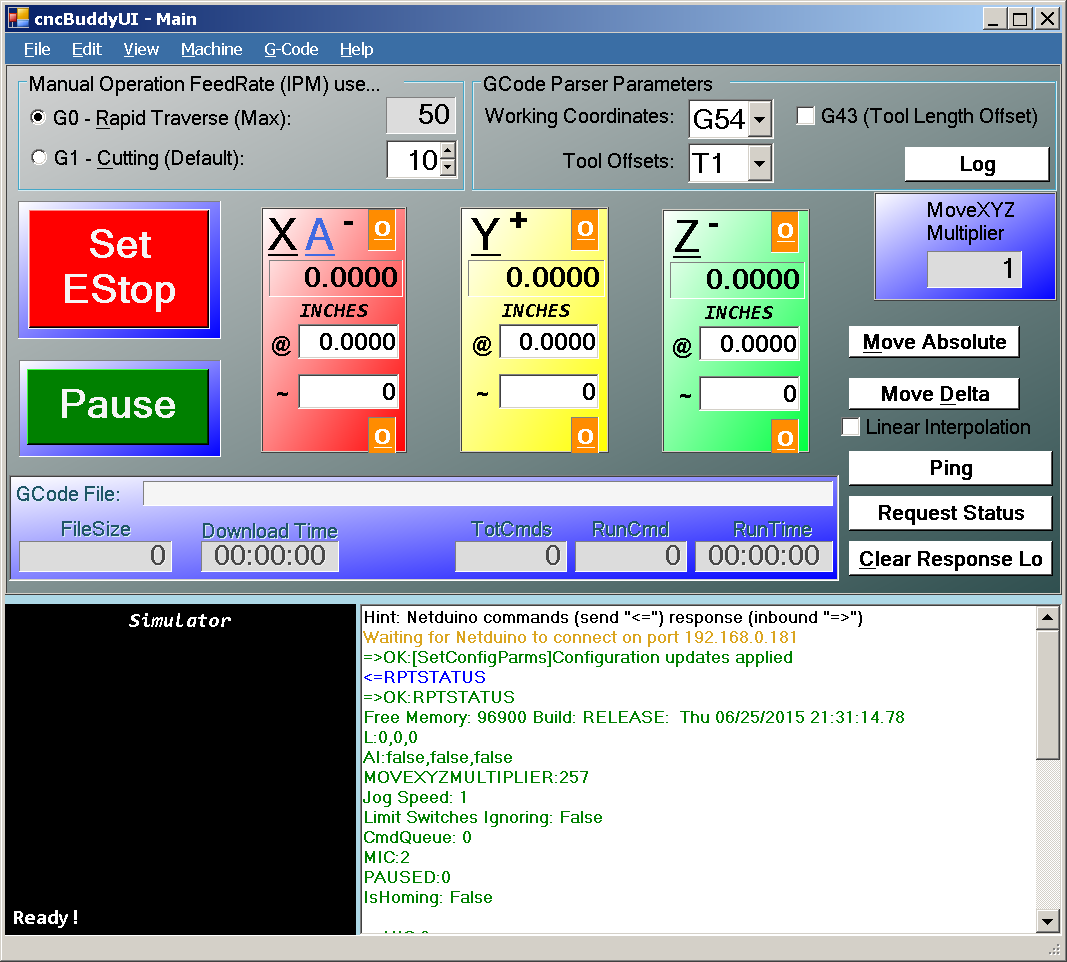 cncBuddyUI - Main
File Edit View Machine G-Code Help
Manual Operation FeedRate (IPM) use...
G0 - Rapid Traverse (Max): 50
G1 - Cutting (Default): 10
GCode Parser Parameters
Working Coordinates: G54 G43 (Tool Length Offset)
Tool Offsets: T1
Log
Set
EStop
Pause
X A - O
0.0000
INCHES
@ 0.0000
~ 0
O
Y + O
0.0000
INCHES
@ 0.0000
~ 0
O
Z - O
0.0000
INCHES
@ 0.0000
~ 0
O
MoveXYZ
Multiplier
1
Move Absolute
Move Delta
Linear Interpolation
Ping
Request Status
Clear Response Lo
GCode File:
FileSize Download Time TotCmds RunCmd RunTime
0 00:00:00 0 0 00:00:00
Simulator
Ready!
Hint: Netduino commands (send "<=") response (inbound "=>")
Waiting for Netduino to connect on port 192.168.0.181
=>OK:[SetConfigParms]Configuration updates applied
<=RPTSTATUS
=>OK:RPTSTATUS
Free Memory: 96900 Build: RELEASE: Thu 06/25/2015 21:31:14.78
L:0,0,0
AI:false,false,false
MOVEXYZMULTIPLIER:257
Jog Speed: 1
Limit Switches Ignoring: False
CmdQueue: 0
MIC:2
PAUSED:0
IsHoming: False